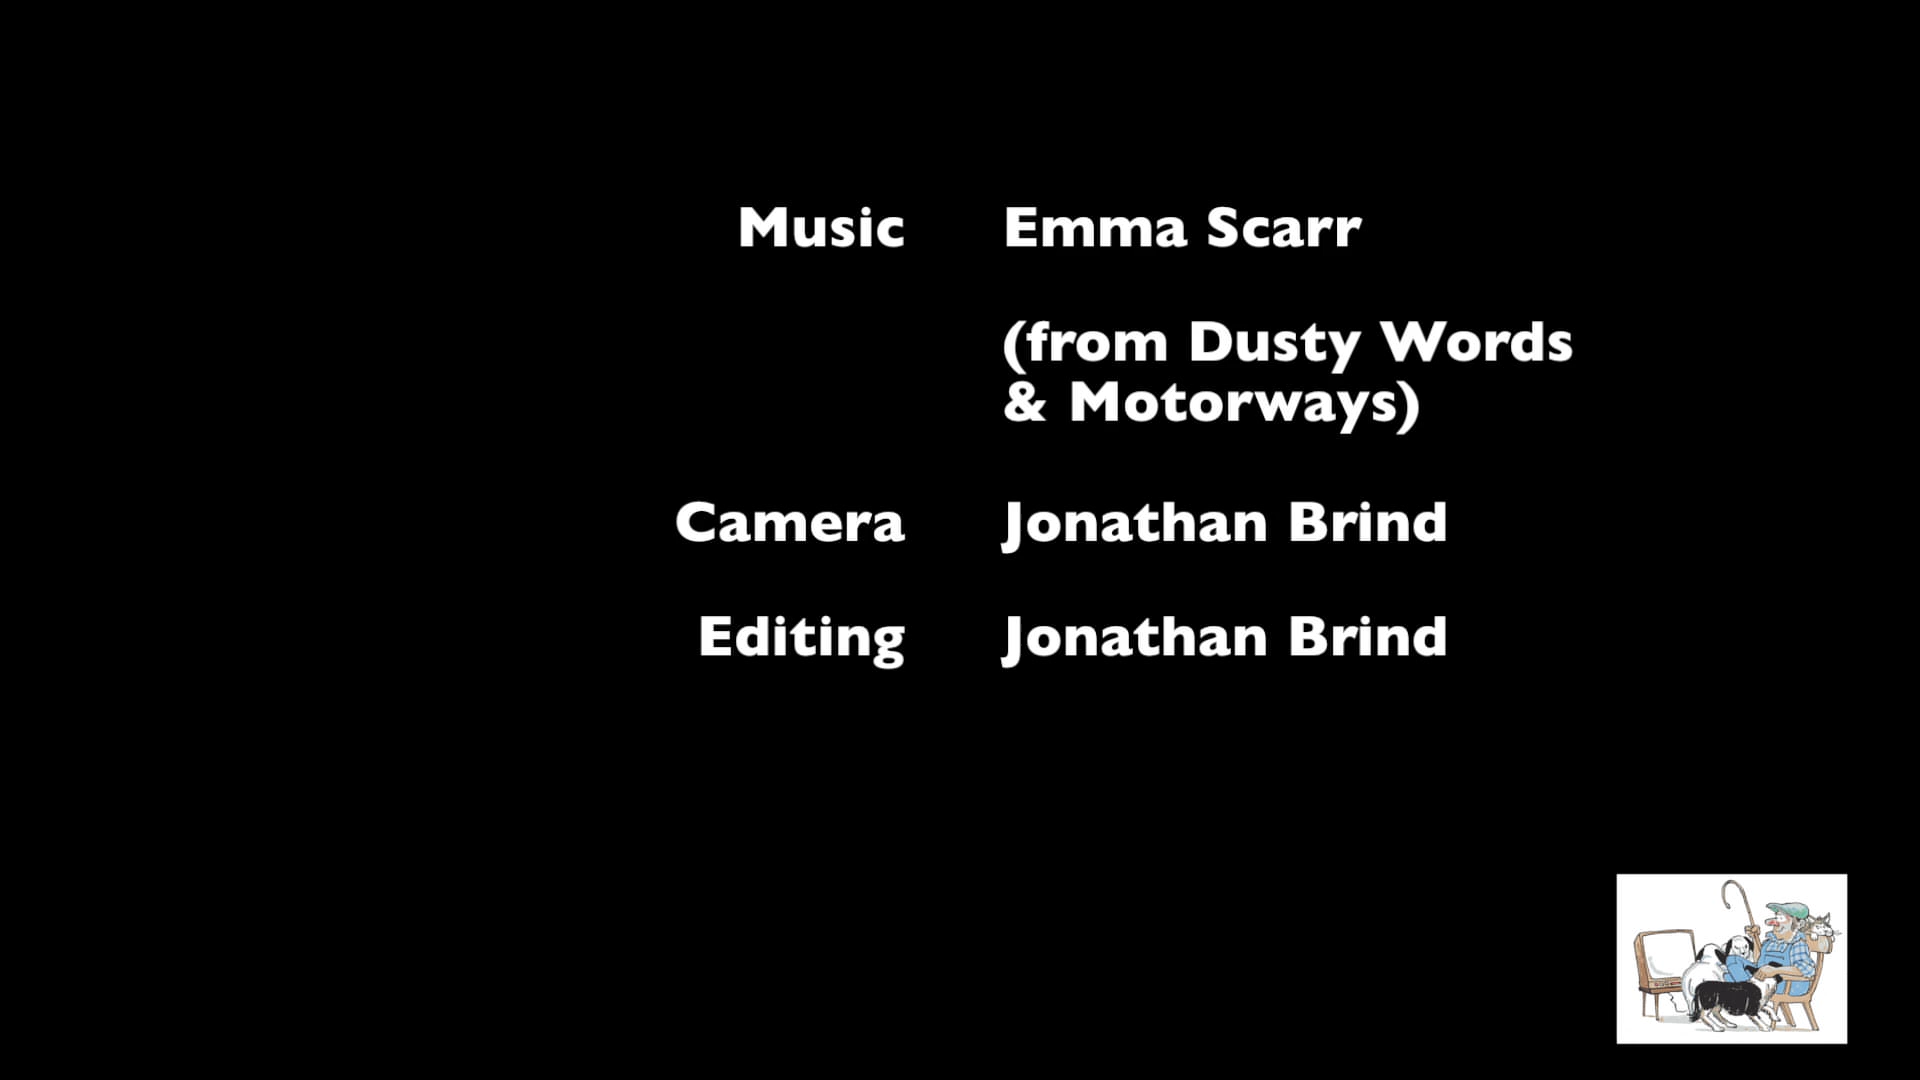 Music Emma Scarr
(from Dusty Words
& Motorways)
Camera Jonathan Brind
Editing Jonathan Brind